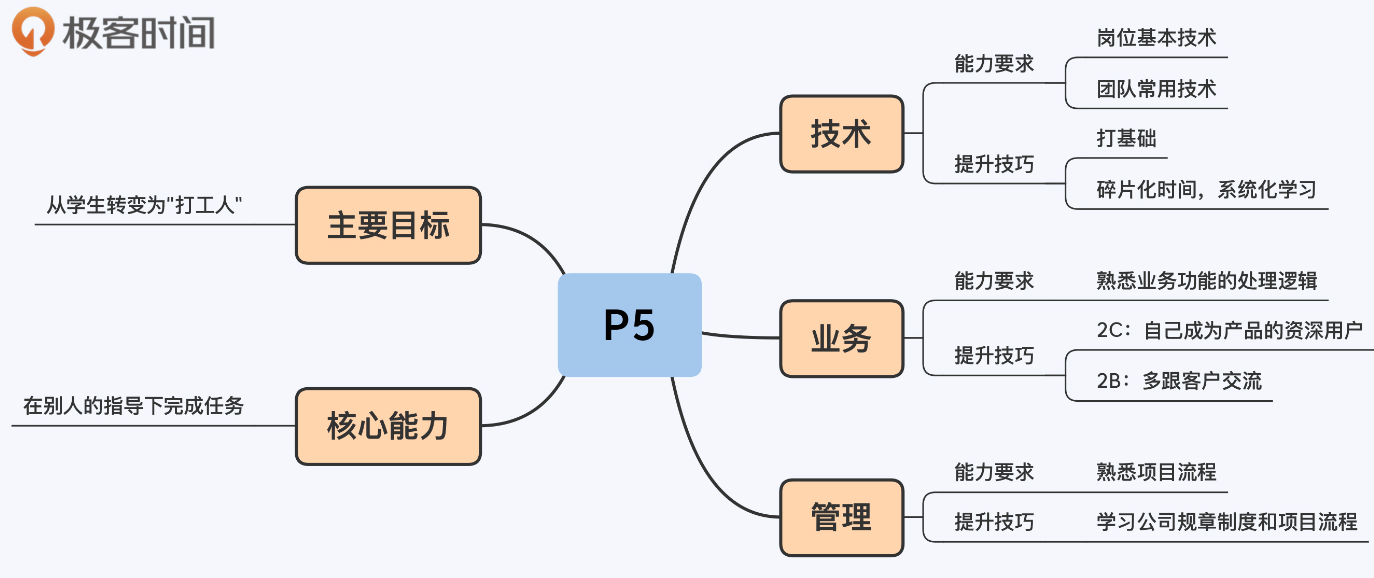 极客时间
P5
主要目标
从学生转变为"打工人"
核心能力
在别人的指导下完成任务
技术
能力要求
岗位基本技术
团队常用技术
提升技巧
打基础
碎片化时间，系统化学习
业务
能力要求
熟悉业务功能的处理逻辑
提升技巧
2C：自己成为产品的资深用户
2B：多跟客户交流
管理
能力要求
熟悉项目流程
提升技巧
学习公司规章制度和项目流程